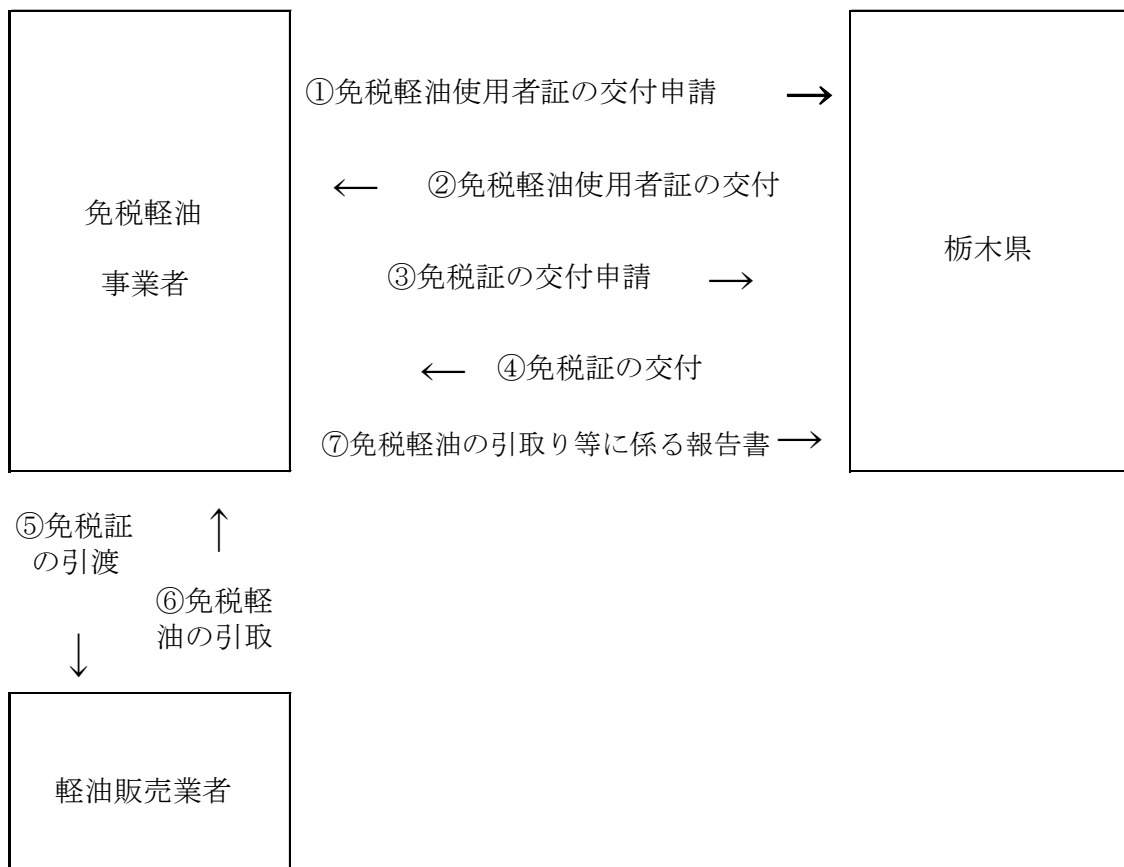 ①免税軽油使用者証の交付申請 →
← ②免税軽油使用者証の交付
免税軽油
事業者
栃木県
③免税証の交付申請 →
← ④免税証の交付
⑦免税軽油の引取り等に係る報告書→
⑤免税証
の引渡
↑
⑥免税軽
油の引取
↓
軽油販売業者